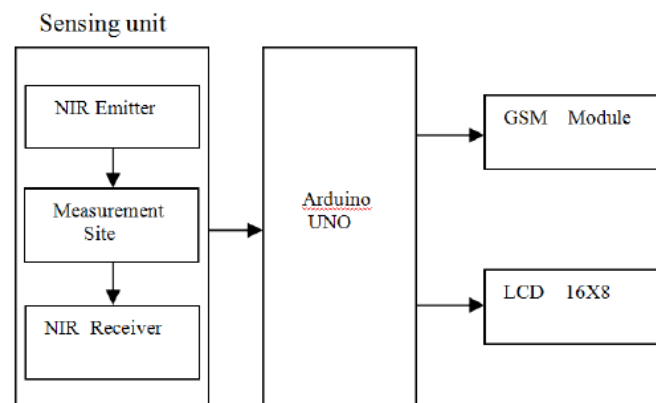 Sensing unit
NIR Emitter
Measurement
Site
NIR Receiver
Arduino
UNO
GSM Module
LCD 16X8